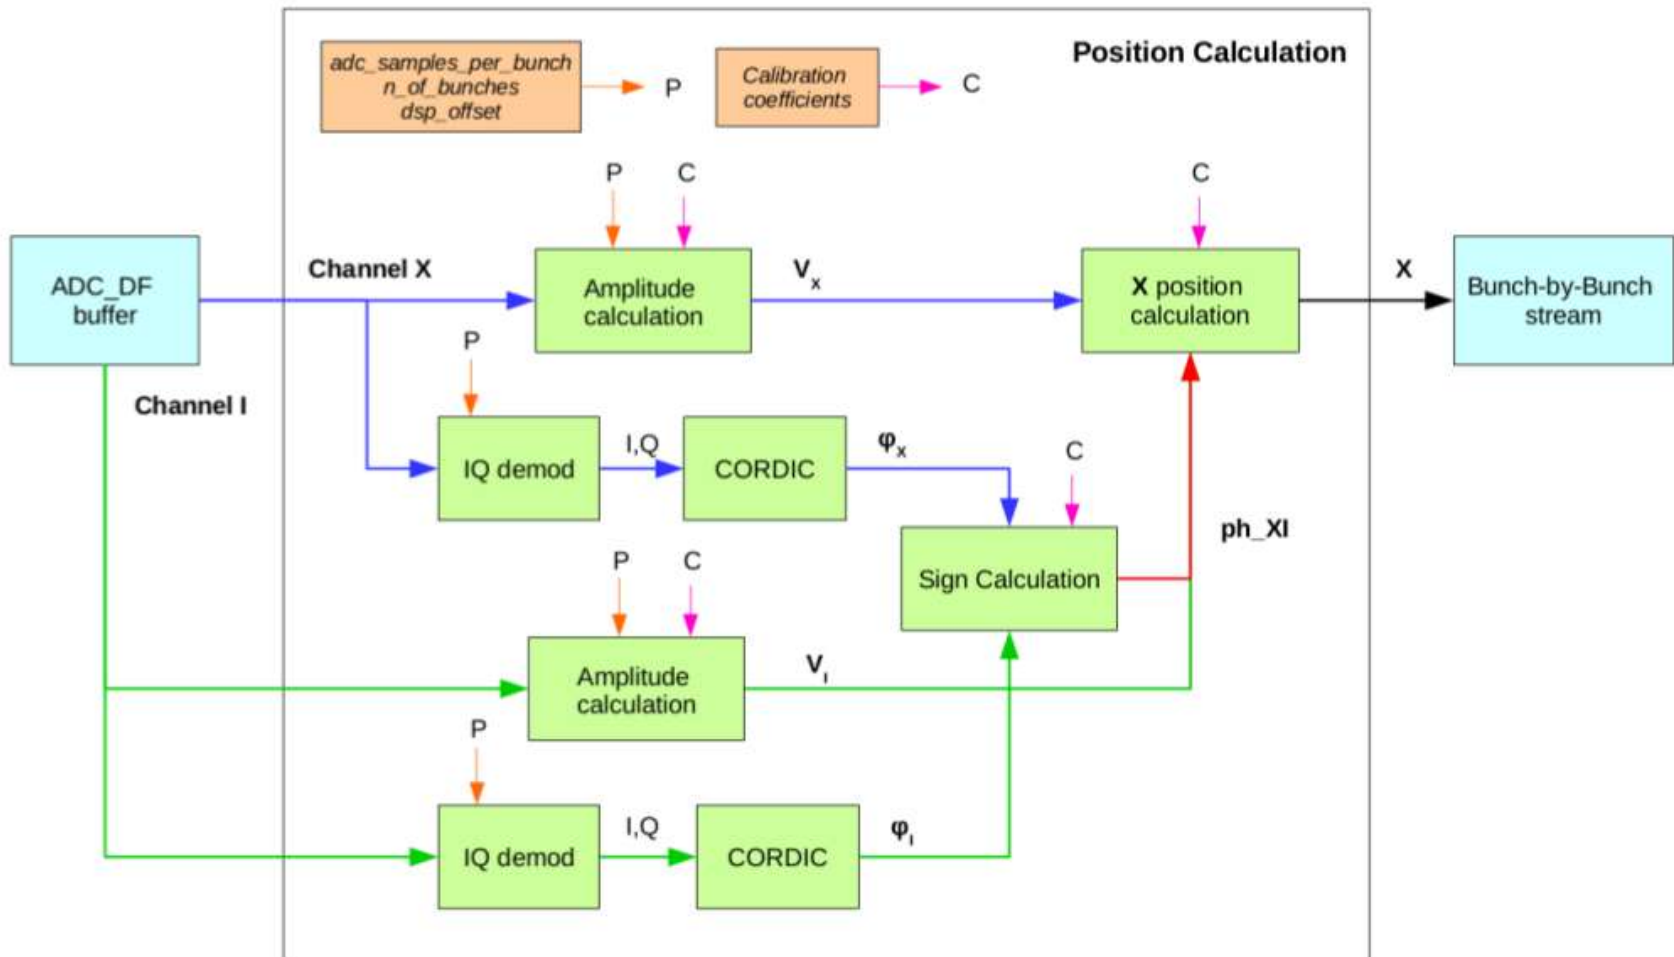 Position Calculation
adc_samples_per_bunch
n_of_bunches
dsp_offset
P
Calibration
coefficients
C
P
C
C
ADC_DF
buffer
Channel X
Amplitude
calculation
Vx
X position
calculation
X
Bunch-by-Bunch
stream
P
Channel I
IQ demod
I,Q
CORDIC
φx
C
Sign Calculation
ph_XI
P
C
Amplitude
calculation
VI
P
IQ demod
I,Q
CORDIC
φI